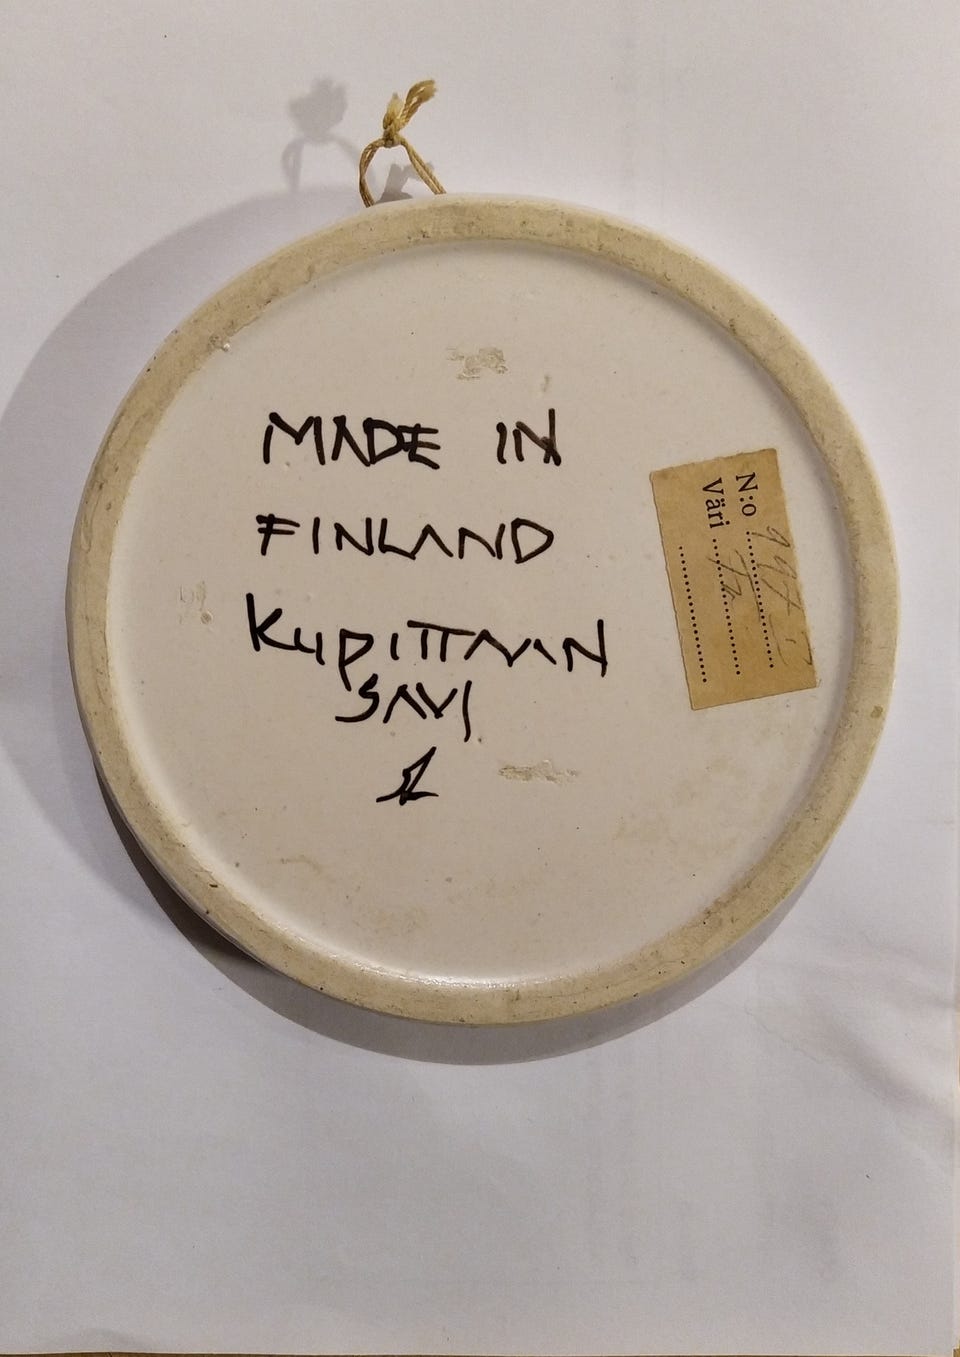 MADE IN
FINLAND
KUPITTAAN
SAVI
N:o
Väri